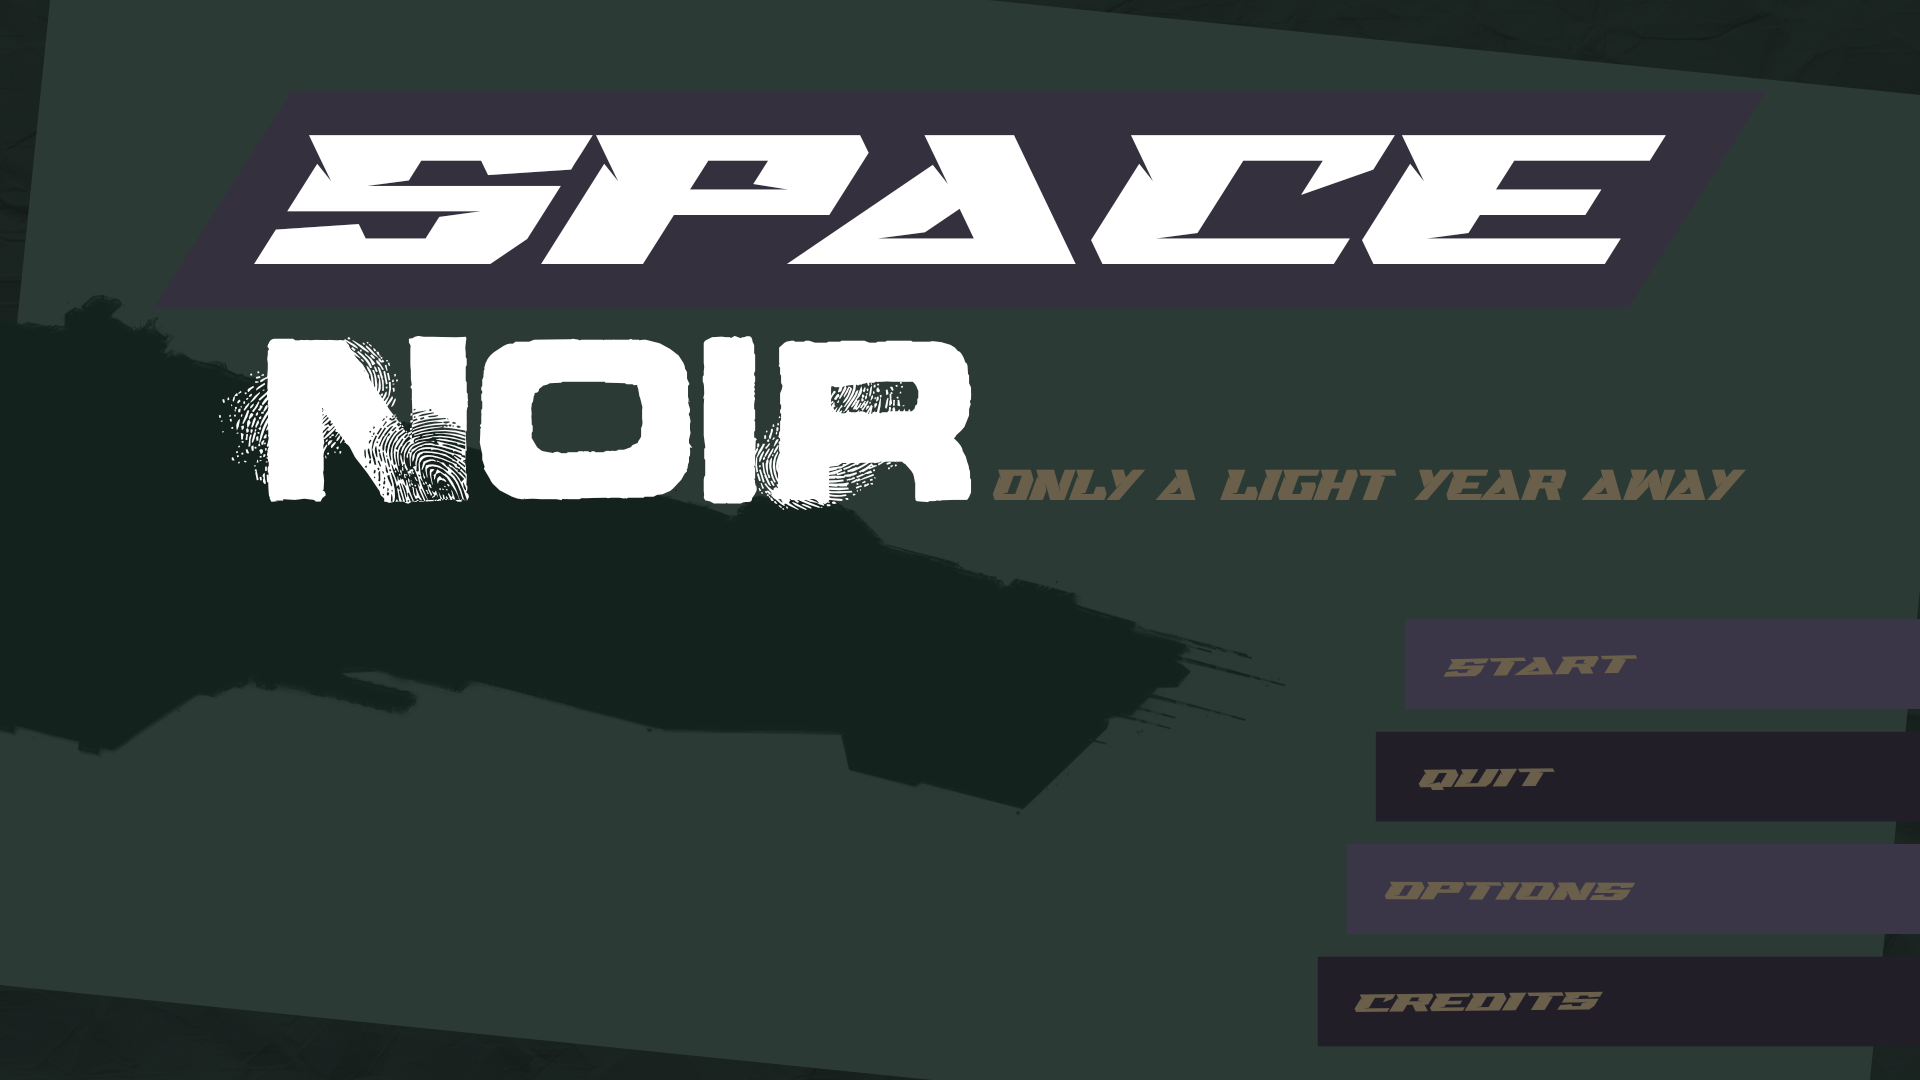 SPACE
NOIR
ONLY A LIGHT YEAR AWAY
START
QUIT
OPTIONS
CREDITS